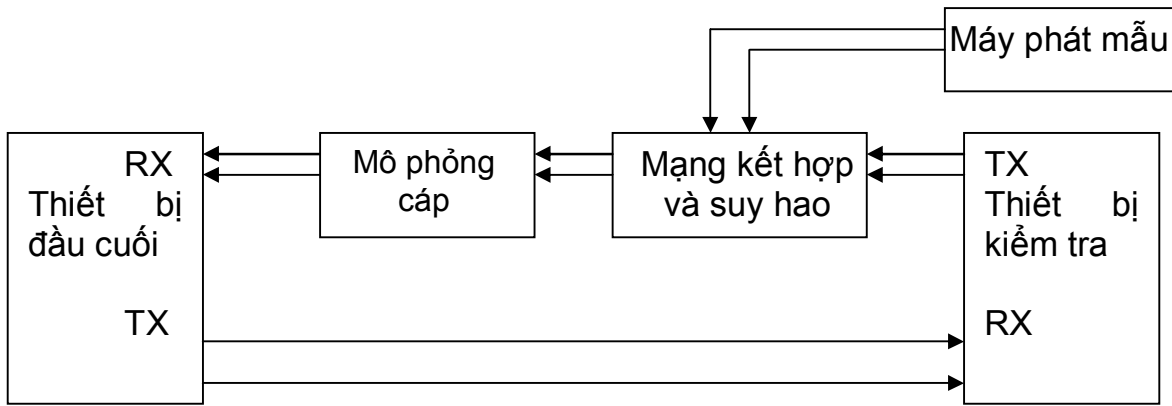 Máy phát mẫu
RX
Thiết bị
đầu cuối
TX
Mô phỏng
cáp
Mạng kết hợp
và suy hao
TX
Thiết bị
kiểm tra
RX